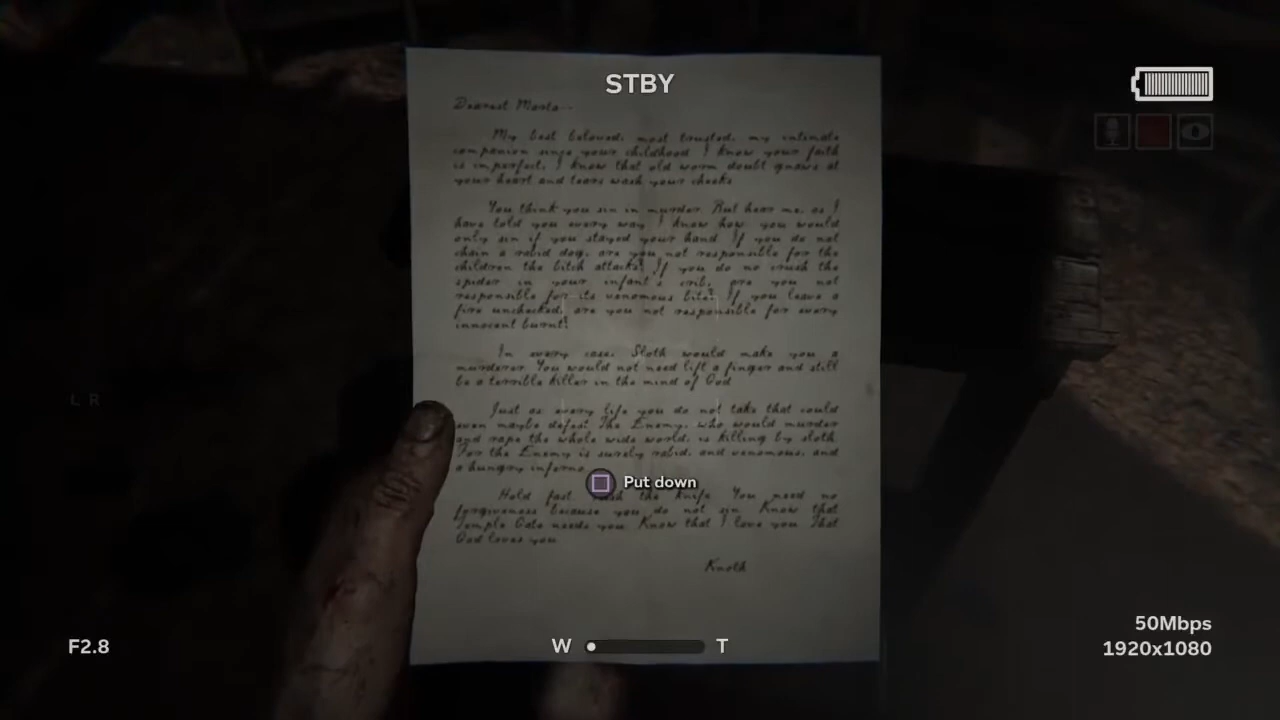 STBY
Dearest Marta--
My best beloved, most trusted, my intimate
companion since your childhood. I know your faith
is imperfect. I know that old worm doubt gnaws at
your heart and tears wash your cheeks.
You think you sin in murder. But hear me, as I
have told you every way I know how: you would
only sin if you stayed your hand. If you do not
chain a rabid dog, are you not responsible for the
children the bitch attacks? If you do no crush the
spider in your infant's crib, are you not
responsible for its venomous bite? If you leave a
fire unchecked, are you not responsible for every
innocent burnt?
In every case, Sloth would make you a
murderer. You would not need lift a finger and still
be a terrible killer in the mind of God.
Just as every life you do not take that could
even maybe defest The Enemy, who would murder
and rape the whole wide world, is killing by sloth.
For the Enemy is surely rabid, and venomous, and
a hungry inferno.
L R
Put down
Hold fast. the knife. You need no
forgiveness because you do not sin. Know that
Temple Gate needs you. Know that I love you. That
God loves you.
Knoth
F2.8
W T
50Mbps
1920x1080